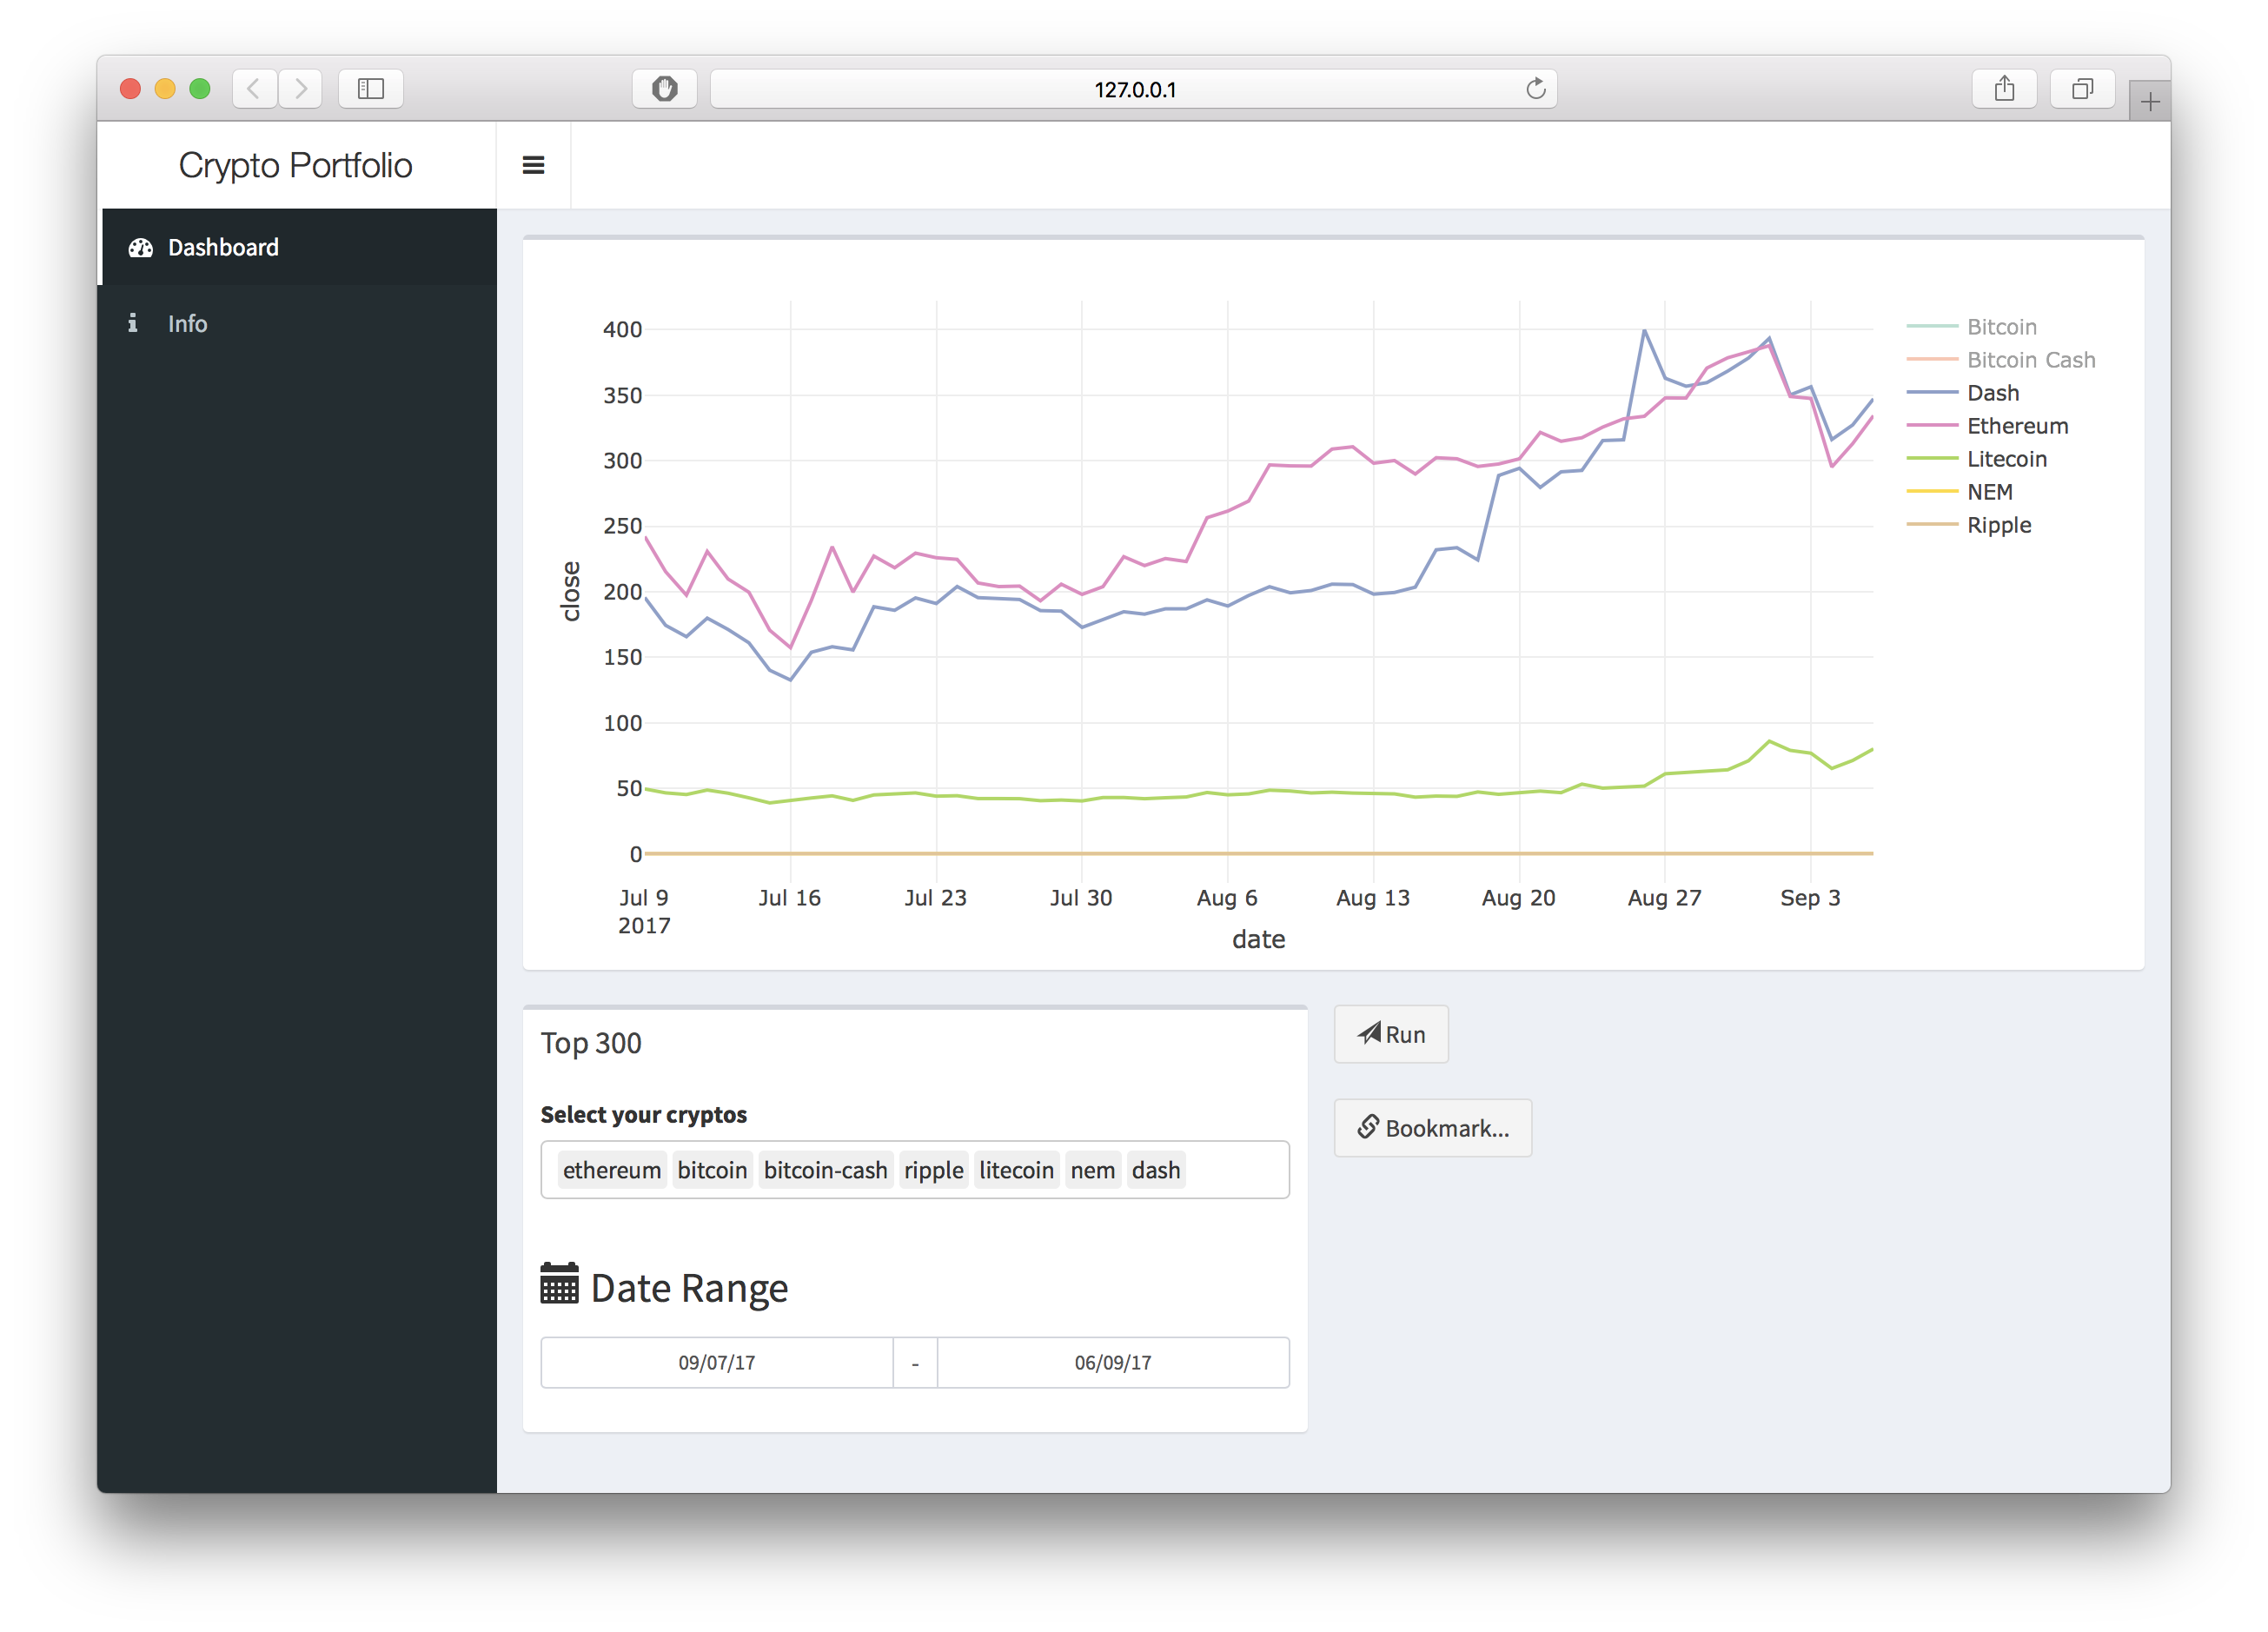 127.0.0.1
Crypto Portfolio
Dashboard
Info
400
350
300
250
200
150
100
50
0
close
Jul 9 Jul 16 Jul 23 Jul 30 Aug 6 Aug 13 Aug 20 Aug 27 Sep 3
2017
date
Bitcoin
Bitcoin Cash
Dash
Ethereum
Litecoin
NEM
Ripple
Top 300
Select your cryptos
ethereum bitcoin bitcoin-cash ripple litecoin nem dash
Date Range
09/07/17 - 06/09/17
Run
Bookmark...